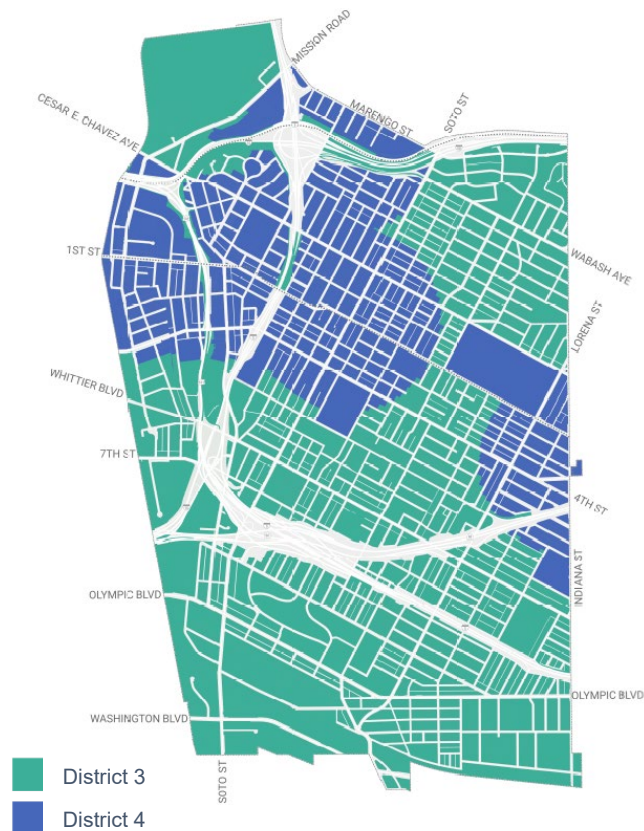 MISSION ROAD
CESAR E. CHAVEZ AVE
MARENGO ST
SOTO ST
1ST ST
WABASH AVE
LORENA ST
WHITTIER BLVD
7TH ST
4TH ST
INDIANA ST
OLYMPIC BLVD
OLYMPIC BLVD
WASHINGTON BLVD
SOTO ST
District 3
District 4